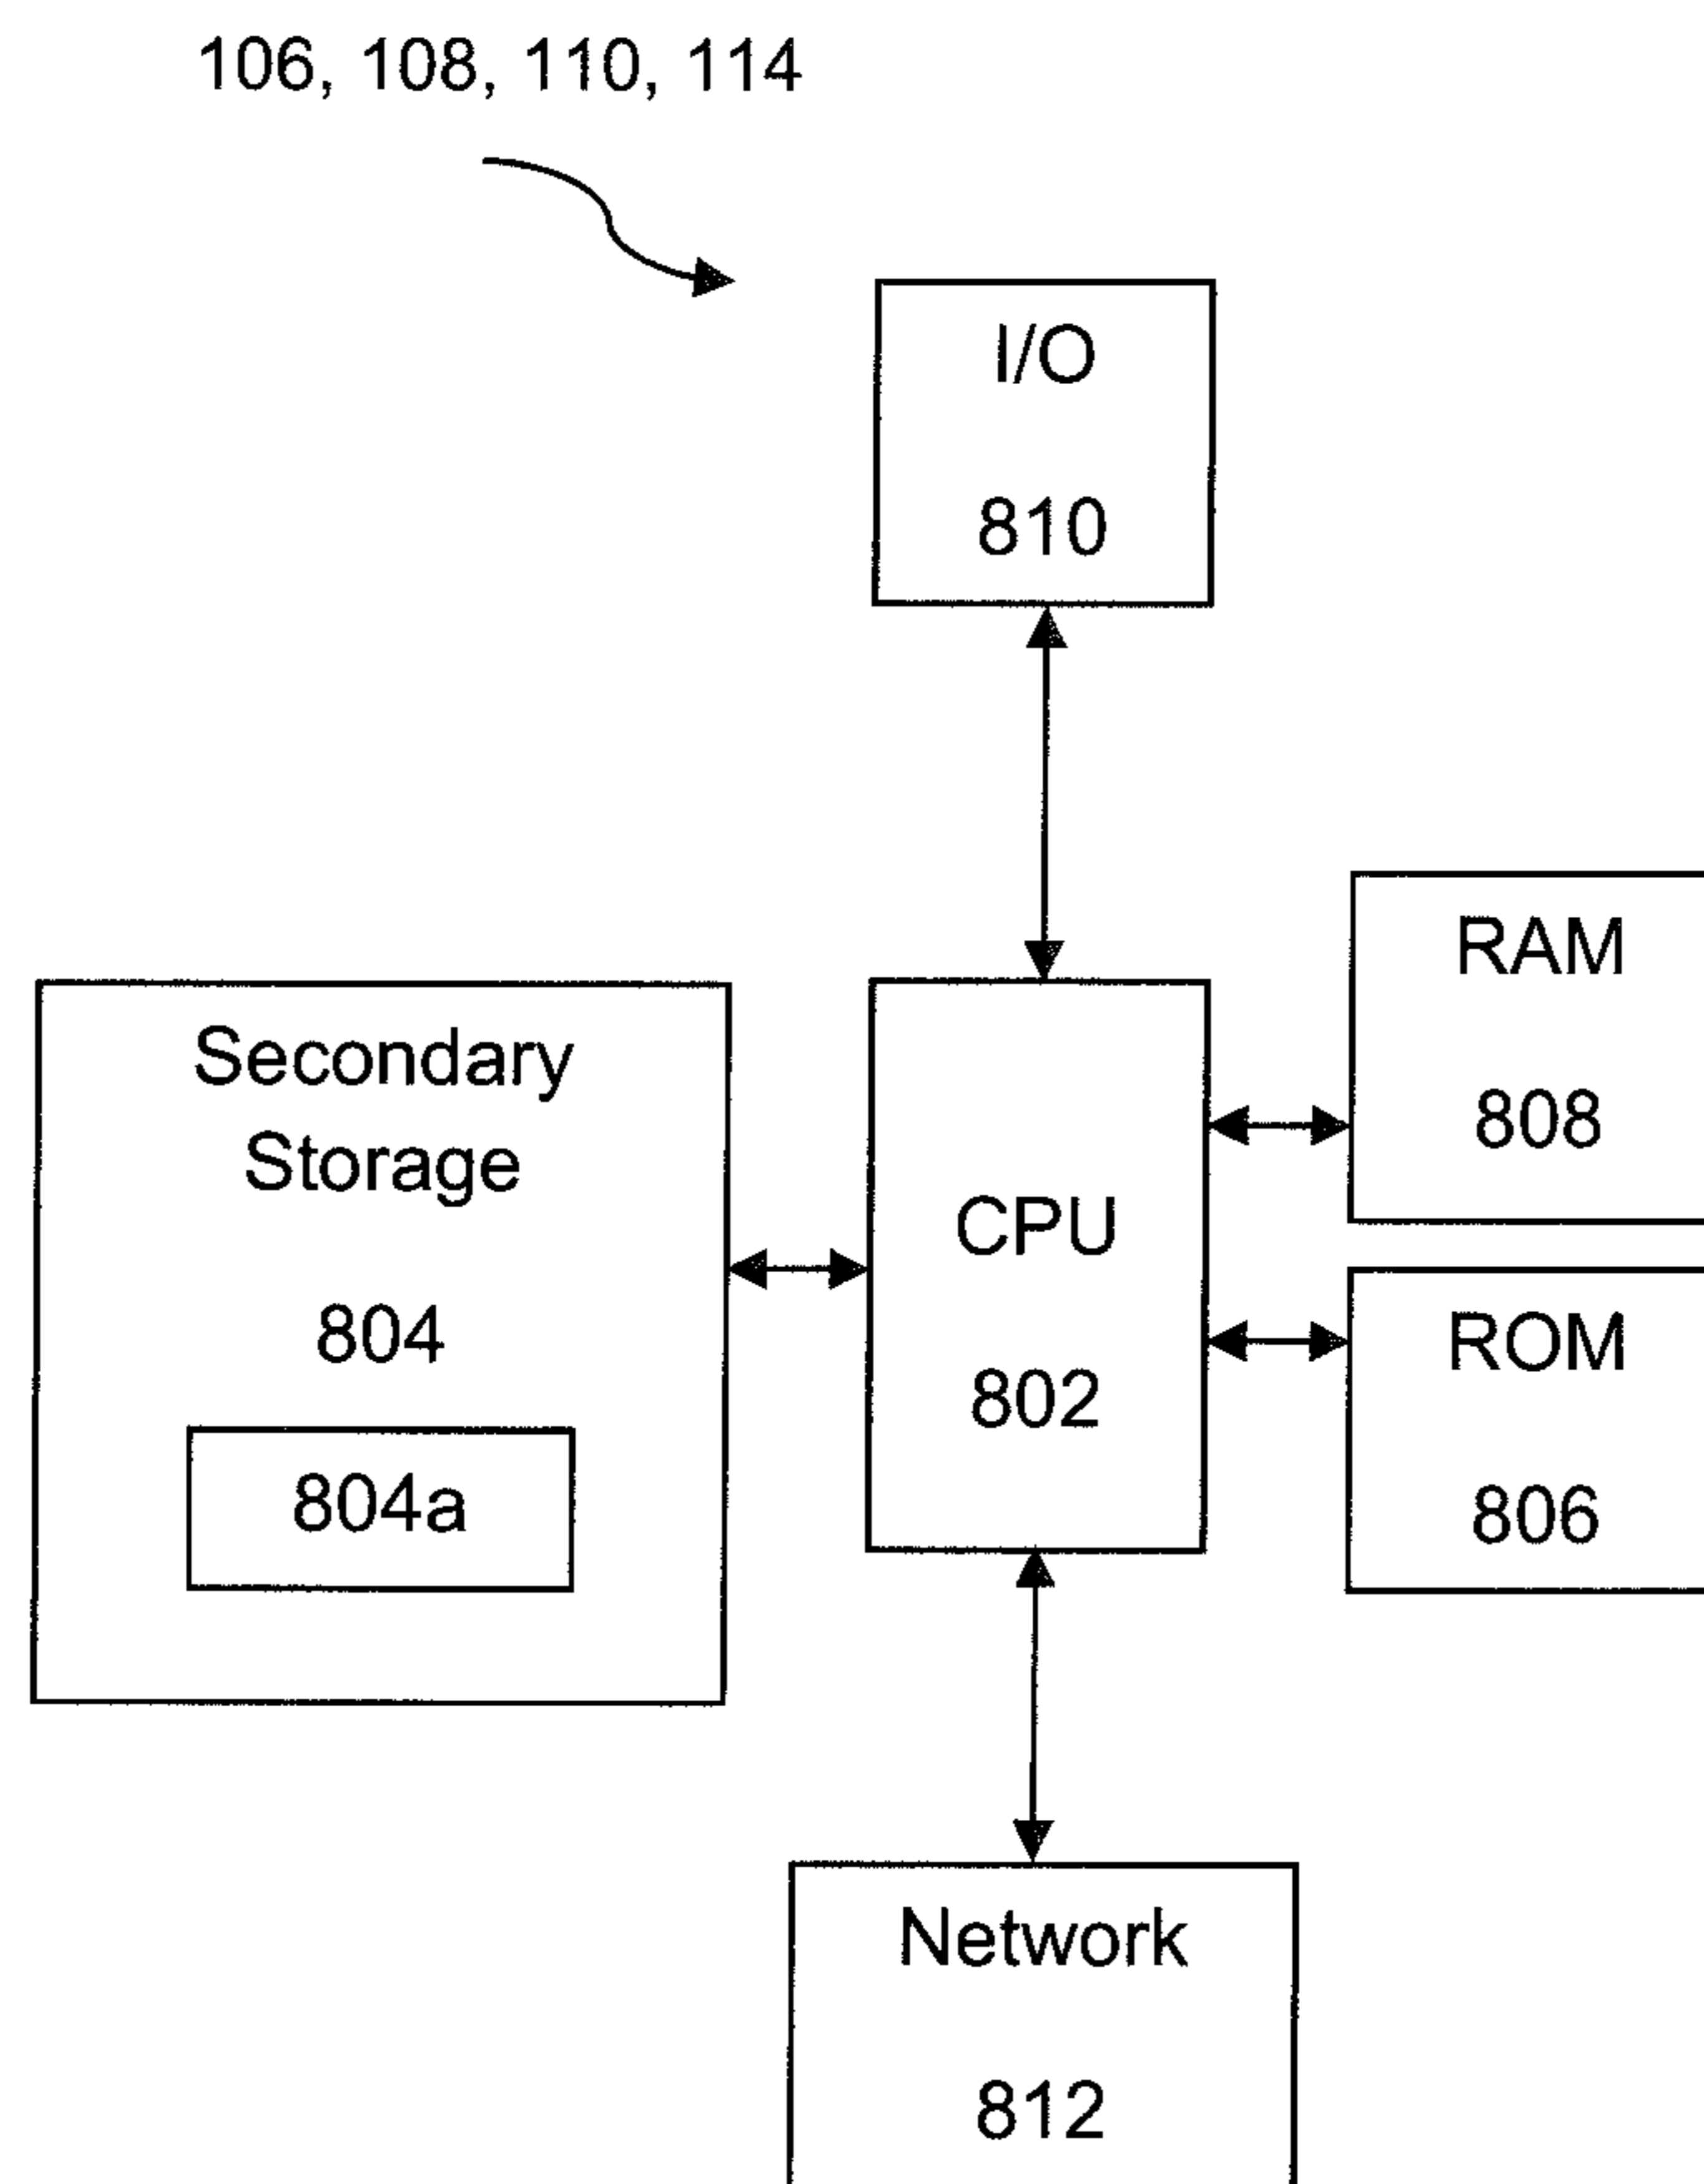 106, 108, 110, 114
I/O
810
RAM
808
Secondary
Storage
804
804a
CPU
802
ROM
806
Network
812